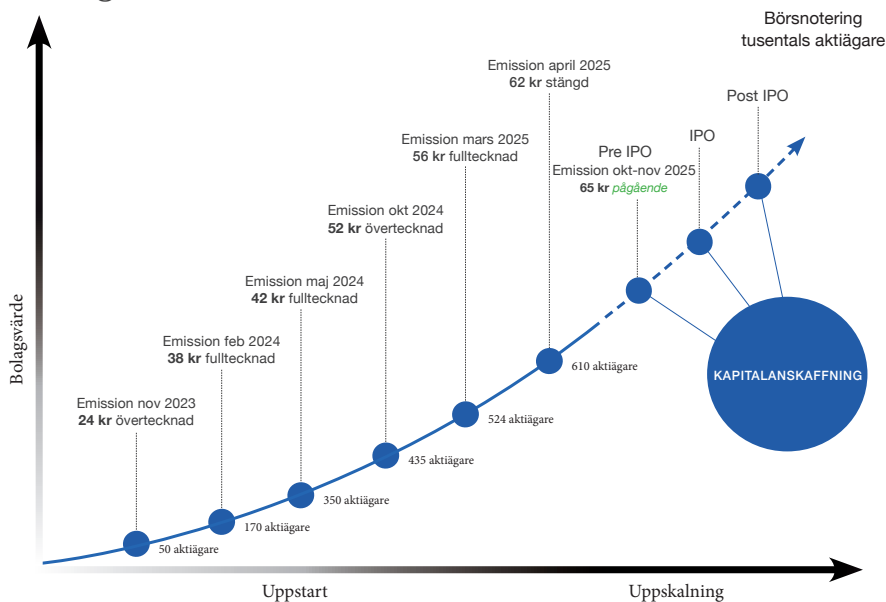 Börsnotering
tusentals aktiägare
Emission april 2025
62 kr stängd
Post IPO
IPO
Emission mars 2025
56 kr fulltecknad
Pre IPO
Emission okt-nov 2025
65 kr pågående
Emission okt 2024
52 kr övertecknad
Emission maj 2024
42 kr fulltecknad
Emission feb 2024
38 kr fulltecknad
Emission nov 2023
24 kr övertecknad
Bolagsvärde
610 aktiägare
KAPITALANSKAFFNING
524 aktiägare
435 aktiägare
350 aktiägare
170 aktiägare
50 aktiägare
Uppstart
Uppskalning